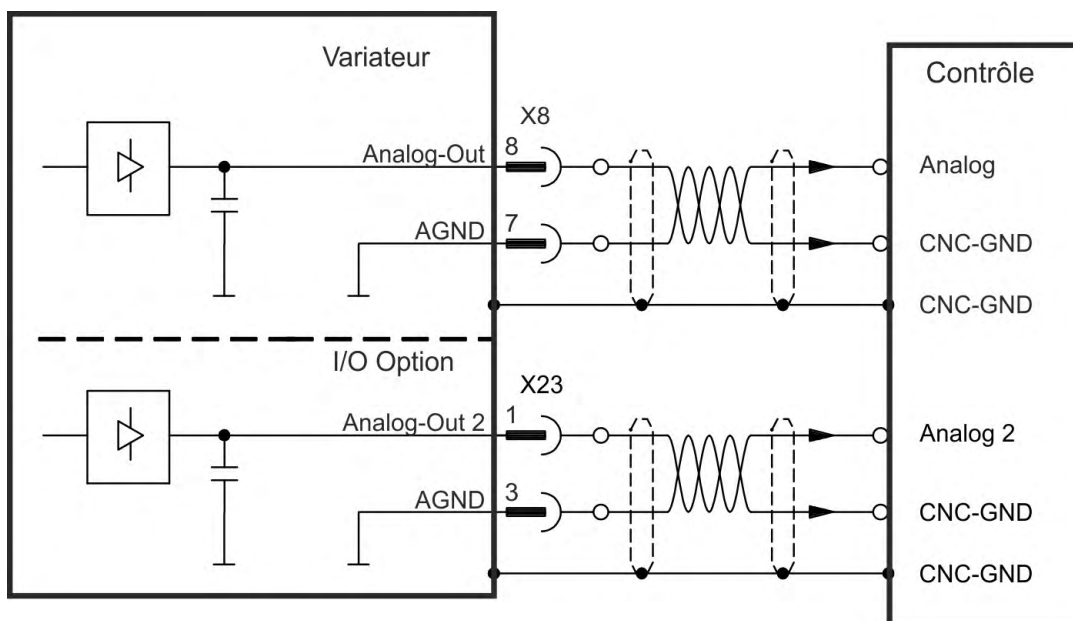 Variateur
Contrôle
X8
Analog-Out 8 Analog
AGND 7 CNC-GND
CNC-GND
I/O Option
X23
Analog-Out 2 1 Analog 2
AGND 3 CNC-GND
CNC-GND